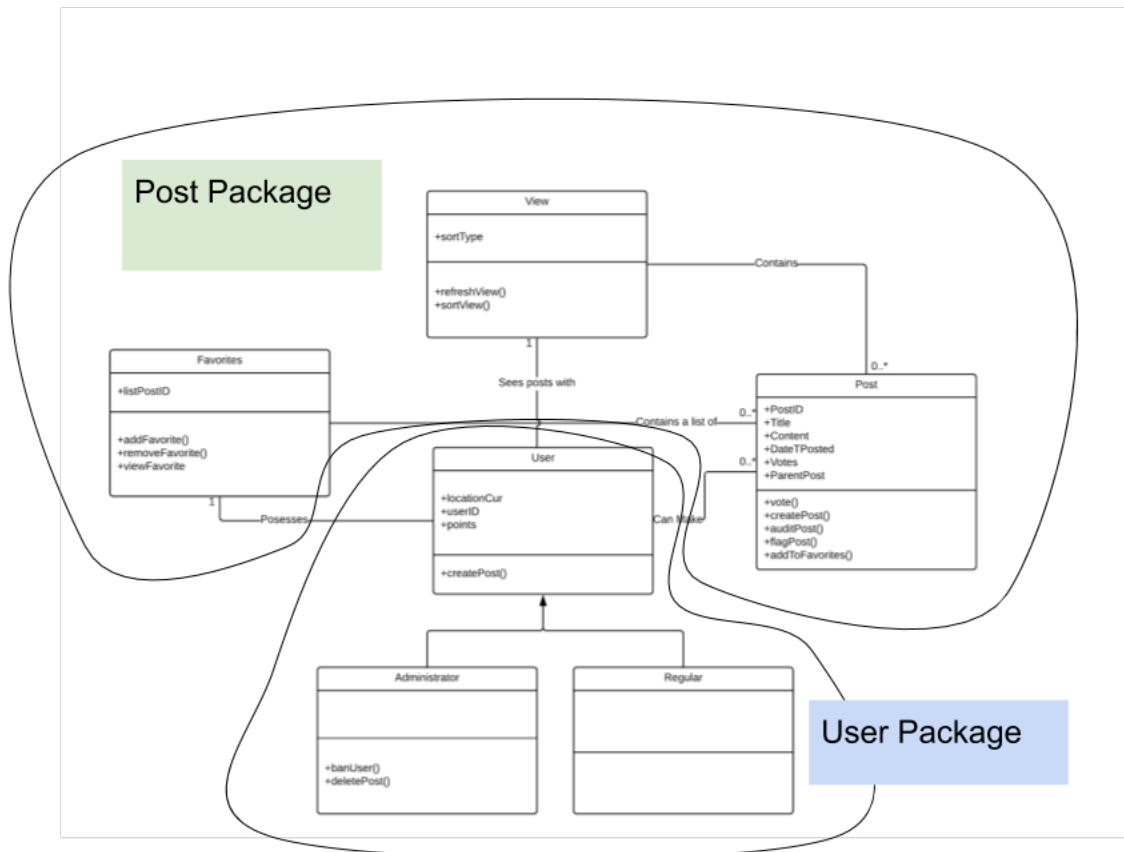 Post Package
View
+sortType
+refreshView()
+sortView()
1
Contains
0..*
Favorites
+listPostID
+addFavorite()
+removeFavorite()
+viewFavorite
1
Sees posts with
Contains a list of
0..*
Post
+PostID
+Title
+Content
+DateTPosted
+Votes
+ParentPost
+vote()
+createPost()
+auditPost()
+flagPost()
+addToFavorites()
0..*
User
+locationCur
+userID
+points
+createPost()
Posesses
Can Make
Administrator
+banUser()
+deletePost()
Regular
User Package